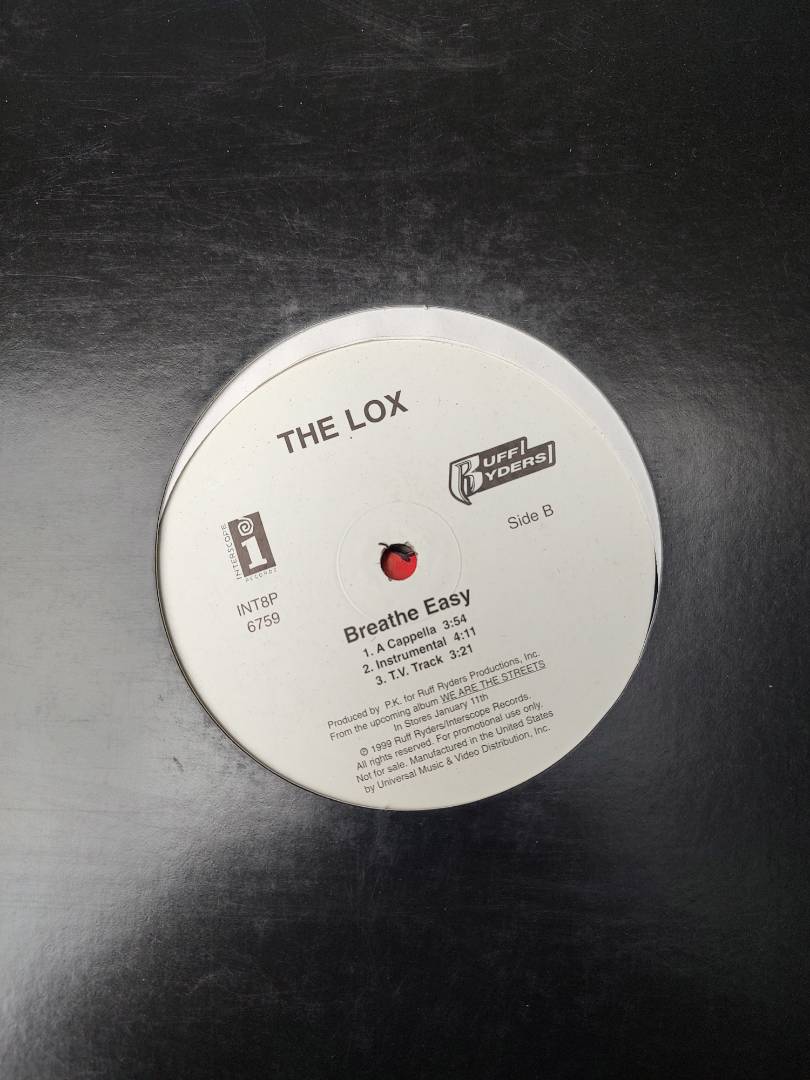 THE LOX
RUFF
RYDERS
Side B
INTERSCOPE
i
RECORDS
INT8P
6759
Breathe Easy
1. A Cappella 3:54
2. Instrumental 4:11
3. T.V. Track 3:21
Produced by P.K. for Ruff Ryders Productions, Inc.
From the upcoming album WE ARE THE STREETS
In Stores January 11th
℗ 1999 Ruff Ryders/Interscope Records.
All rights reserved. For promotional use only.
Not for sale. Manufactured in the United States
by Universal Music & Video Distribution, Inc.